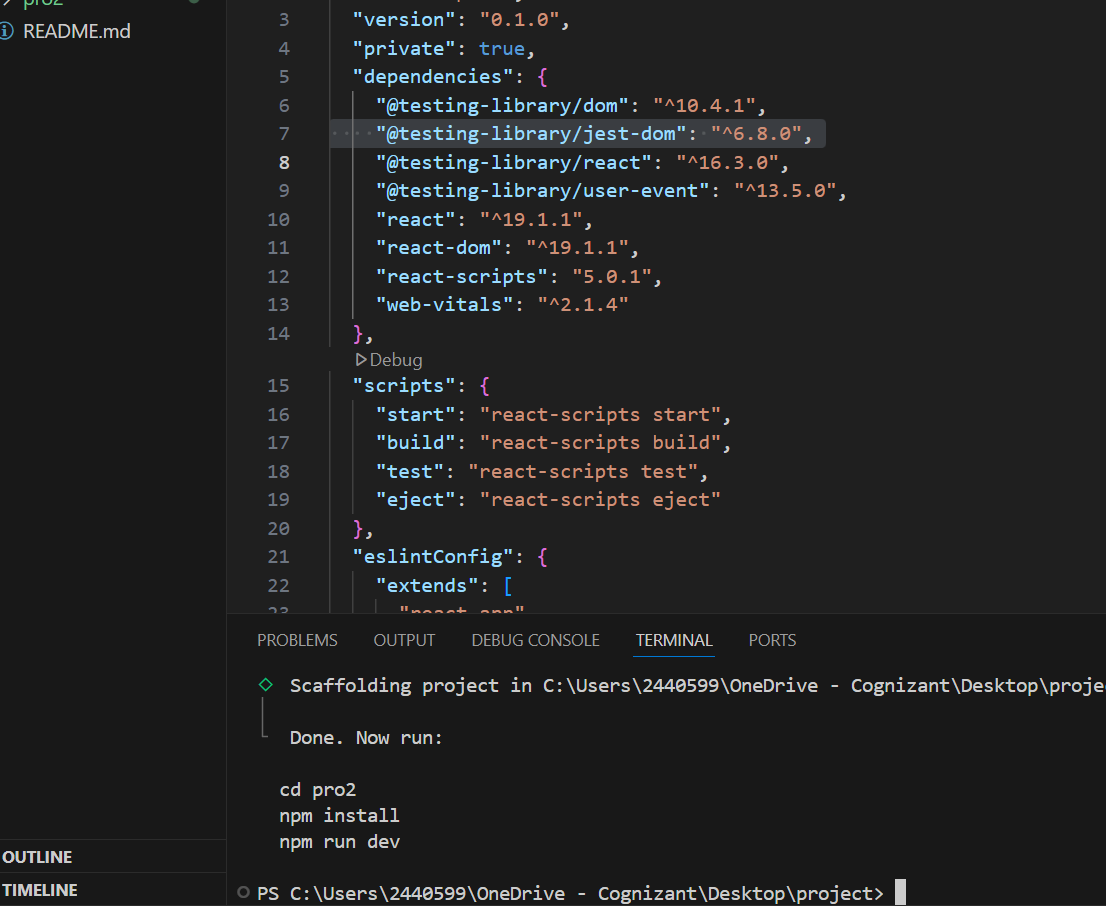 pro2
README.md
3 "version": "0.1.0",
4 "private": true,
5 "dependencies": {
6 "@testing-library/dom": "^10.4.1",
7 "@testing-library/jest-dom": "^6.8.0",
8 "@testing-library/react": "^16.3.0",
9 "@testing-library/user-event": "^13.5.0",
10 "react": "^19.1.1",
11 "react-dom": "^19.1.1",
12 "react-scripts": "5.0.1",
13 "web-vitals": "^2.1.4"
14 },
Debug
15 "scripts": {
16 "start": "react-scripts start",
17 "build": "react-scripts build",
18 "test": "react-scripts test",
19 "eject": "react-scripts eject"
20 },
21 "eslintConfig": {
22 "extends": [
23 "react-app"
PROBLEMS OUTPUT DEBUG CONSOLE TERMINAL PORTS
Scaffolding project in C:\Users\2440599\OneDrive - Cognizant\Desktop\proje
Done. Now run:
cd pro2
npm install
npm run dev
OUTLINE
TIMELINE
PS C:\Users\2440599\OneDrive - Cognizant\Desktop\project>